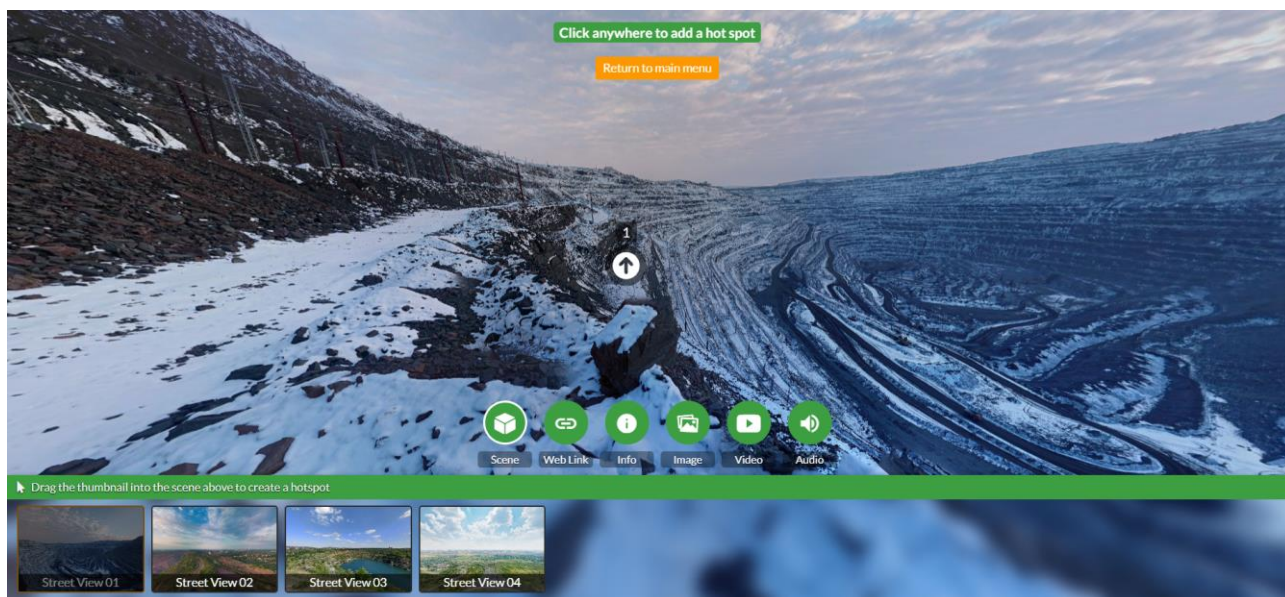 Click anywhere to add a hot spot
Return to main menu
1
Scene
Web Link
Info
Image
Video
Audio
Drag the thumbnail into the scene above to create a hotspot
Street View 01
Street View 02
Street View 03
Street View 04